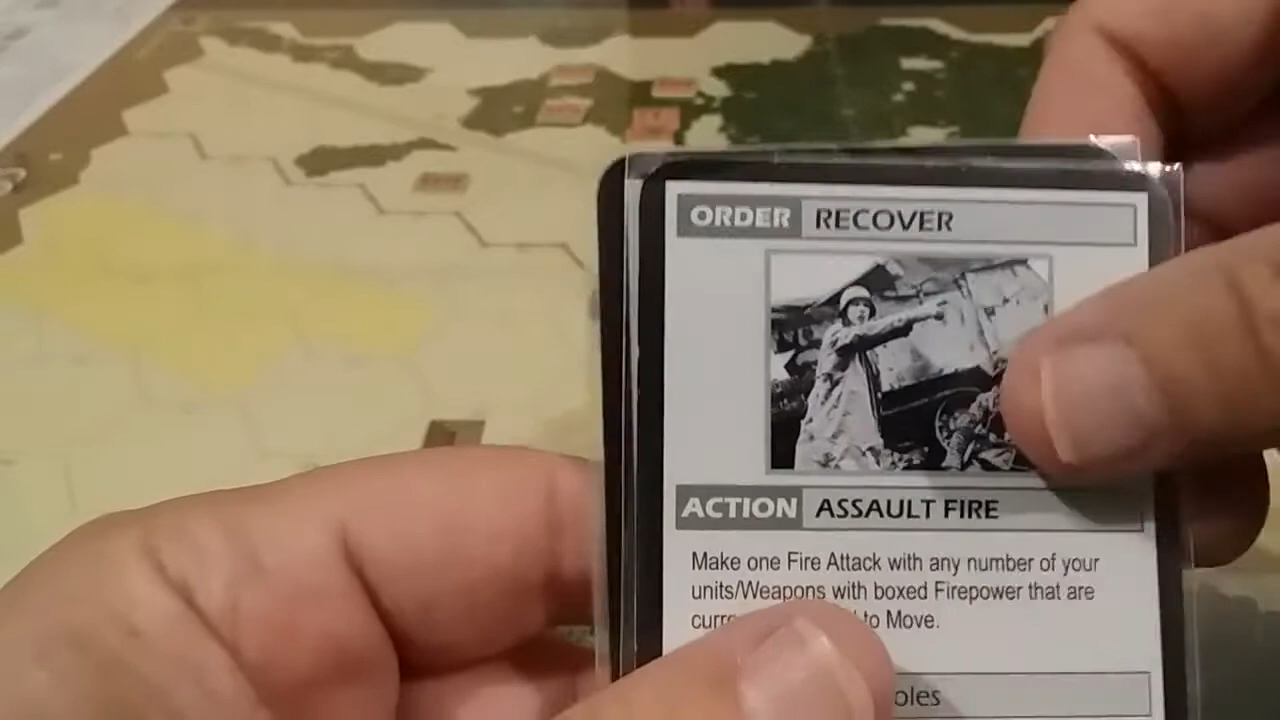 ORDER RECOVER
ACTION ASSAULT FIRE
Make one Fire Attack with any number of your
units/Weapons with boxed Firepower that are
to Move.